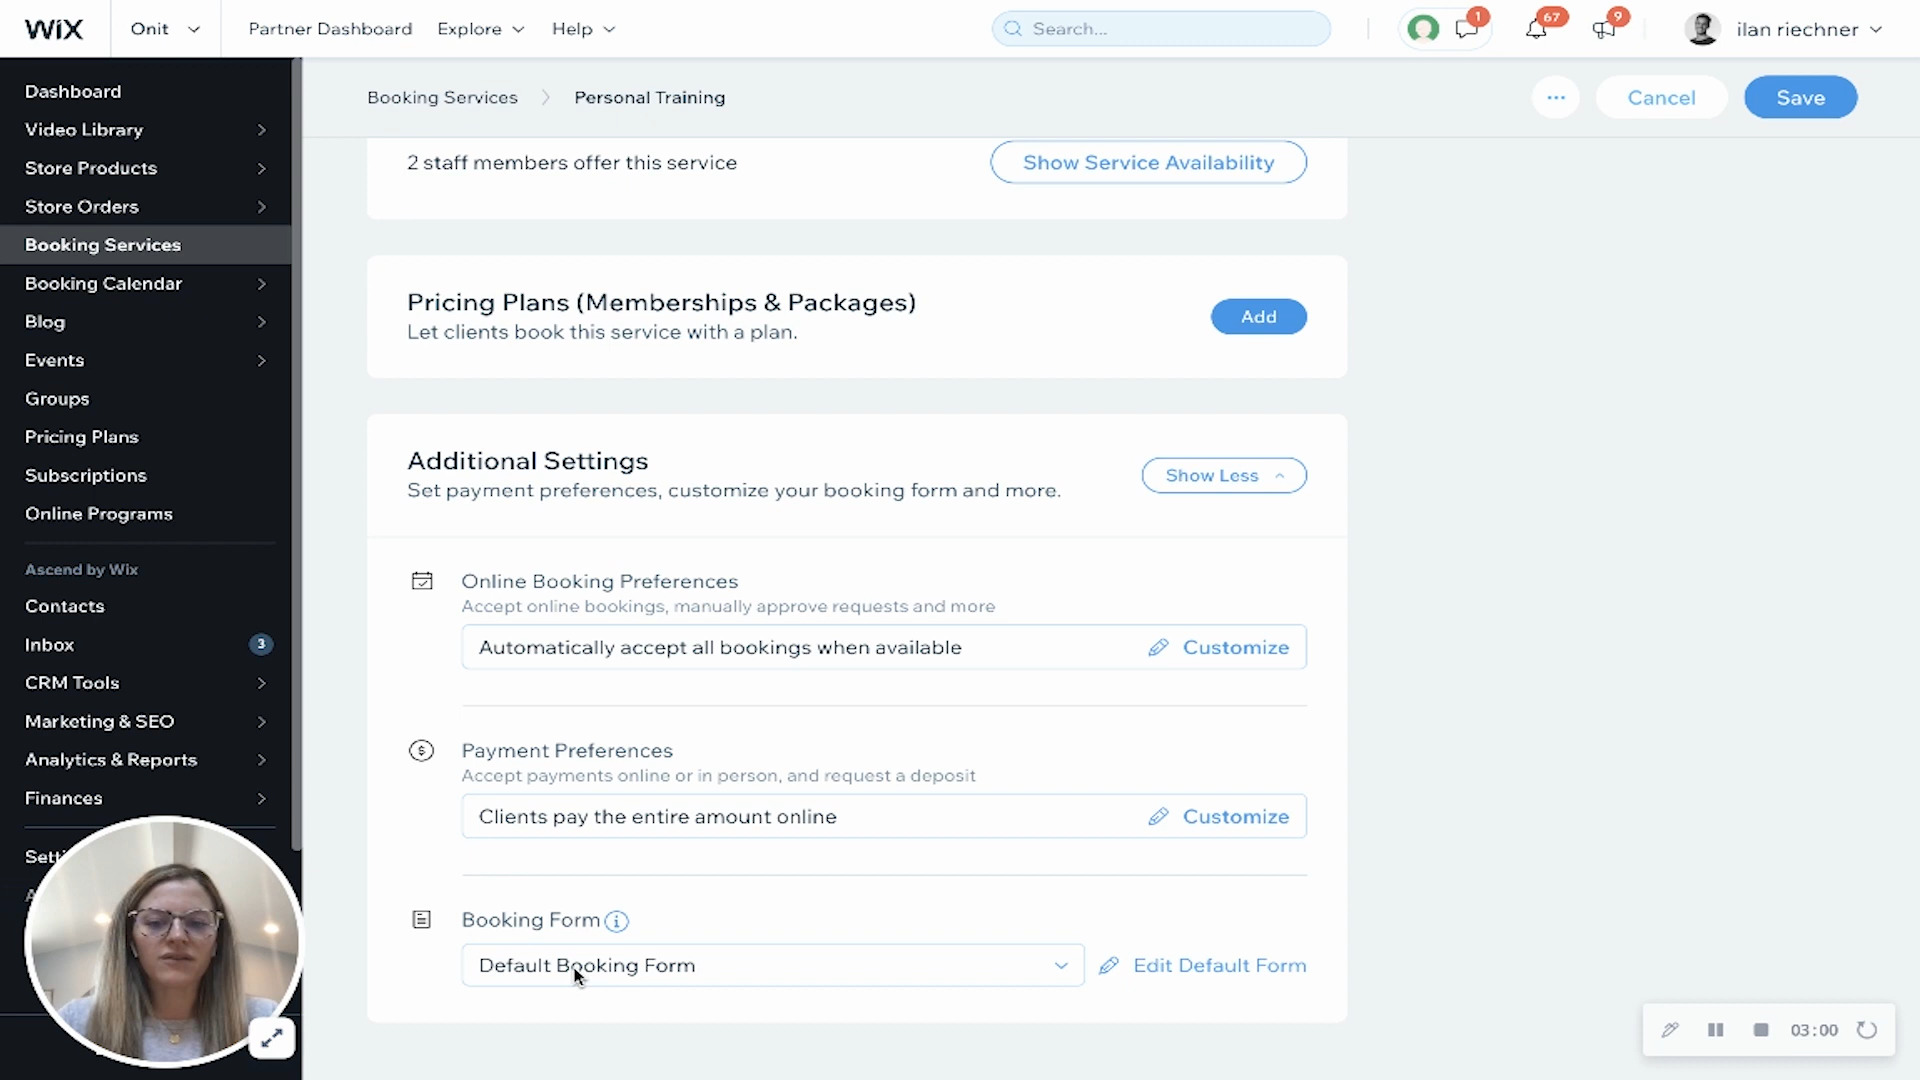 WIX
Onit
Partner Dashboard
Explore
Help
Search...
1
67
9
ilan riechner
Dashboard
Video Library
Store Products
Store Orders
Booking Services
Booking Calendar
Blog
Events
Groups
Pricing Plans
Subscriptions
Online Programs
Ascend by Wix
Contacts
Inbox
3
CRM Tools
Marketing & SEO
Analytics & Reports
Finances
Booking Services
Personal Training
...
Cancel
Save
2 staff members offer this service
Show Service Availability
Pricing Plans (Memberships & Packages)
Let clients book this service with a plan.
Add
Additional Settings
Set payment preferences, customize your booking form and more.
Show Less
Online Booking Preferences
Accept online bookings, manually approve requests and more
Automatically accept all bookings when available
Customize
Payment Preferences
Accept payments online or in person, and request a deposit
Clients pay the entire amount online
Customize
Booking Form
Default Booking Form
Edit Default Form
03:00